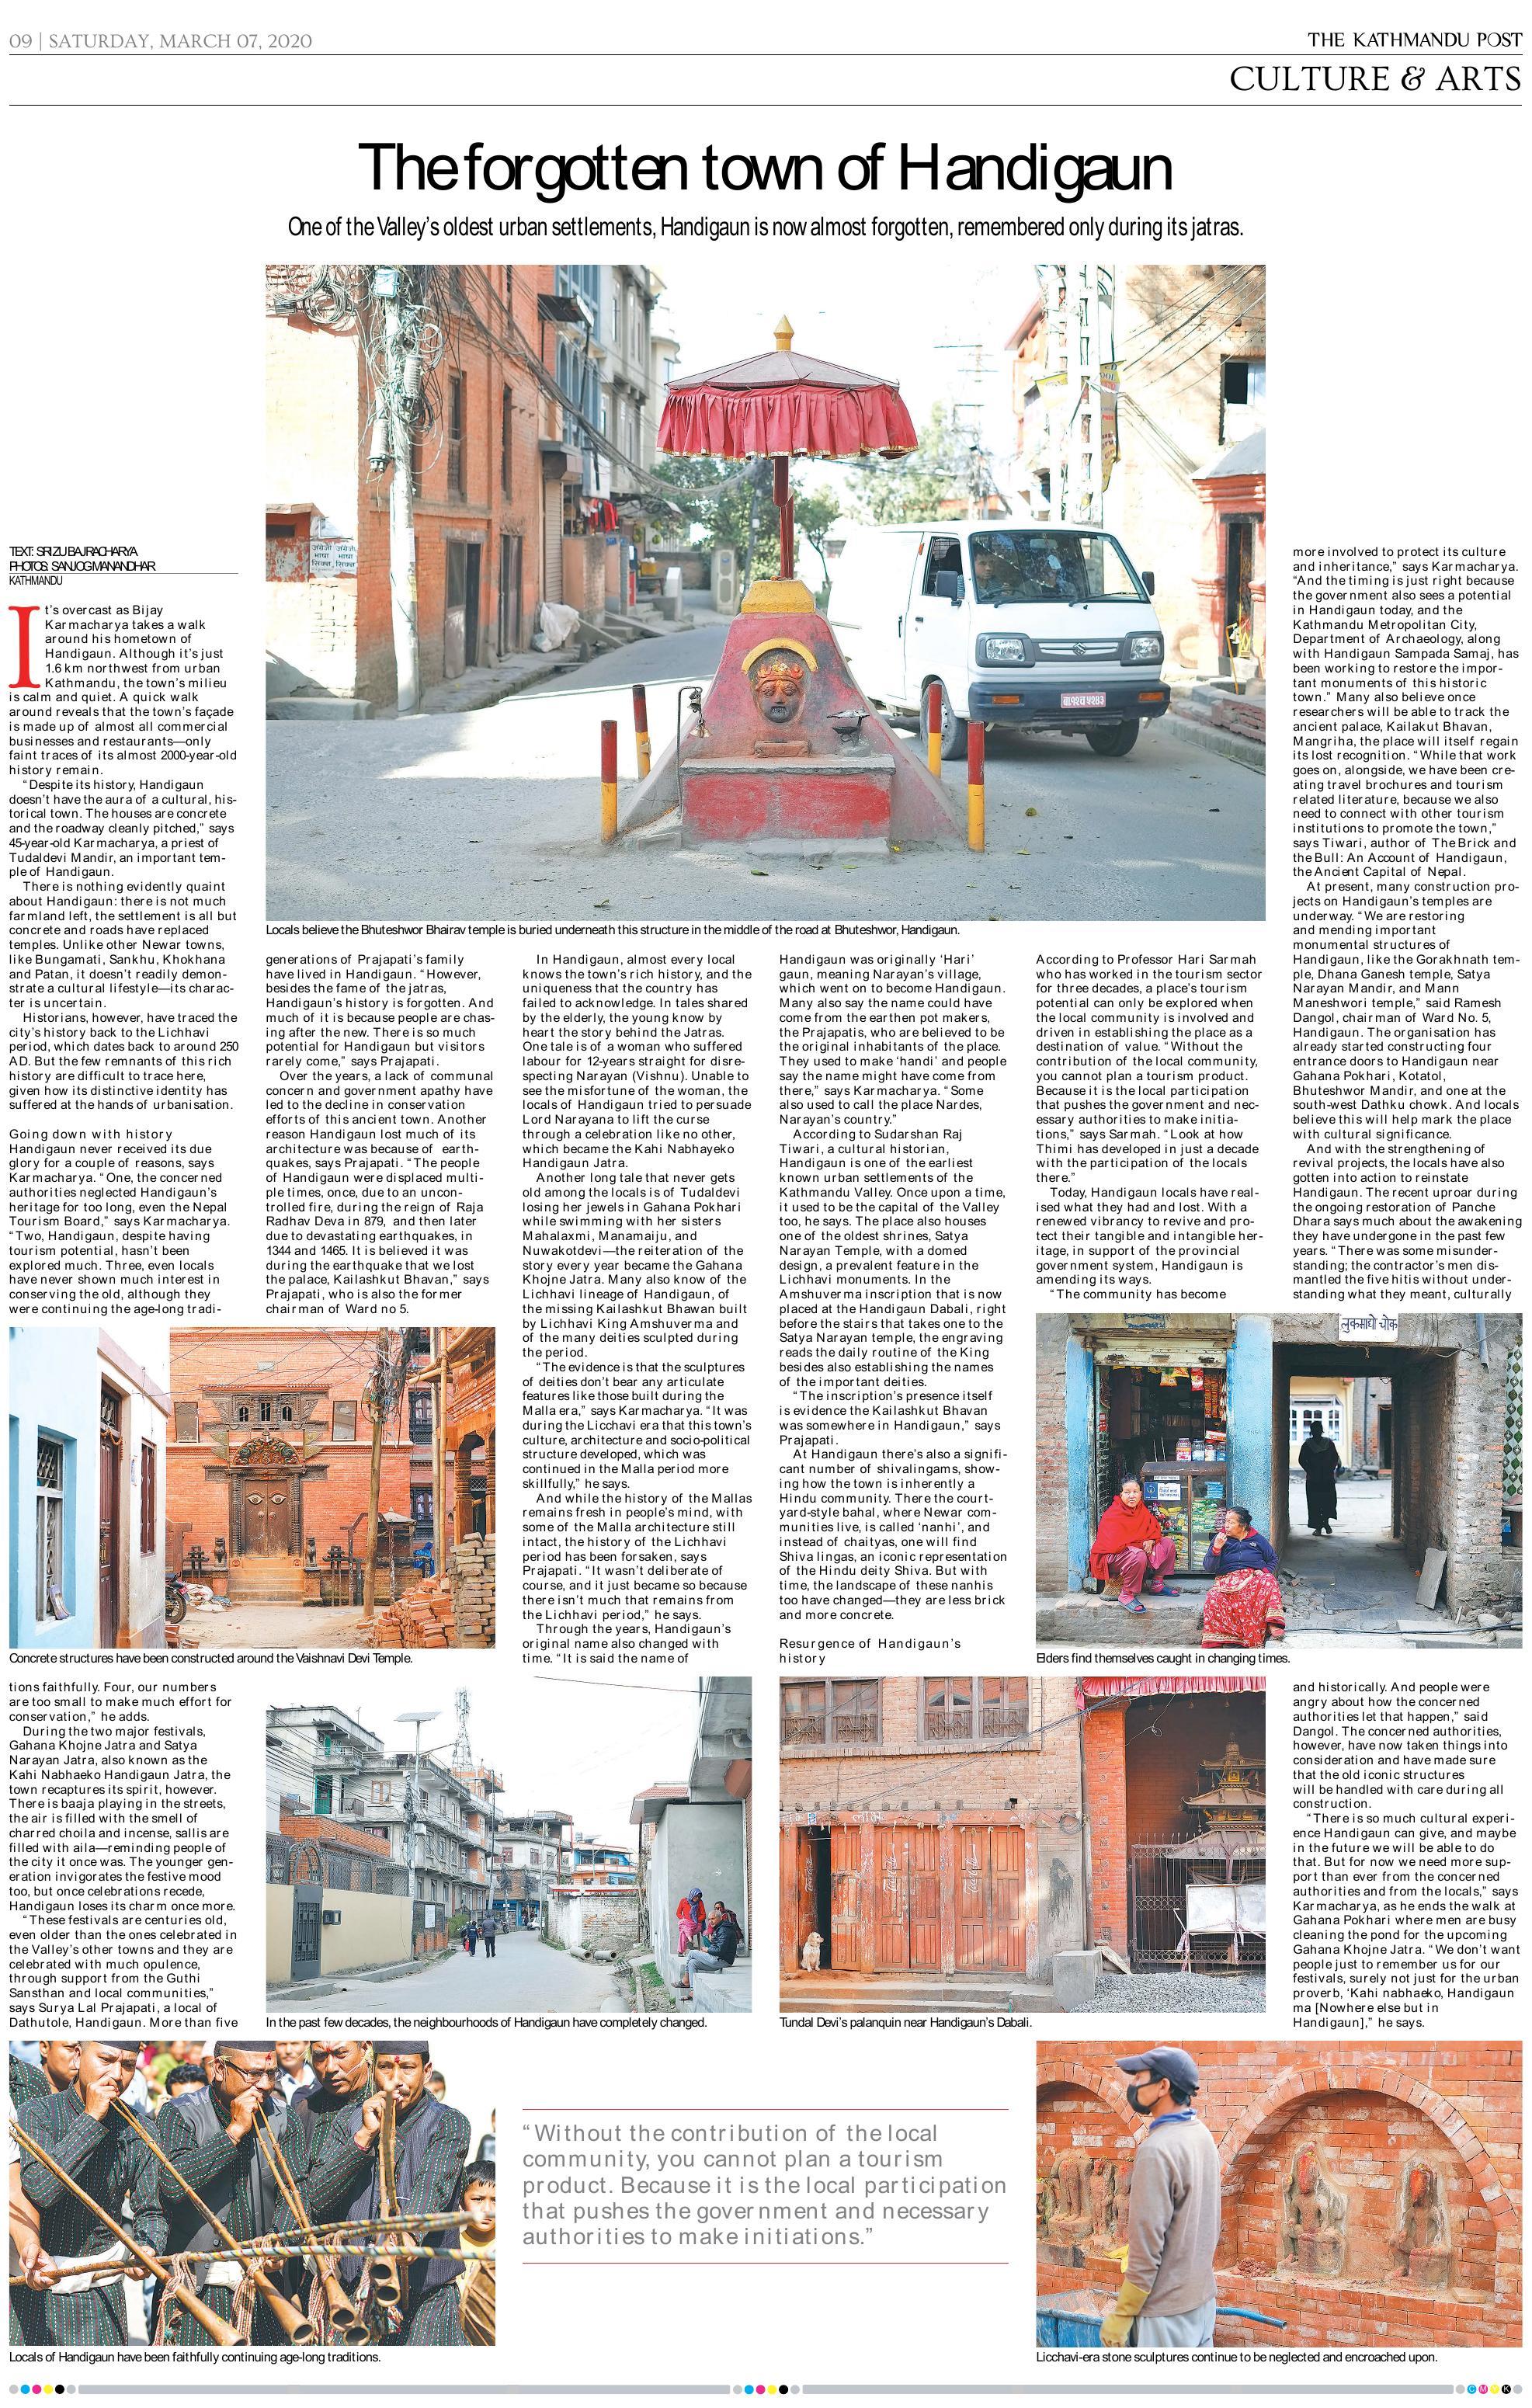 09 | SATURDAY, MARCH 07, 2020
THE KATHMANDU POST
CULTURE & ARTS
The forgotten town of Handigaun
One of the Valley's oldest urban settlements, Handigaun is now almost forgotten, remembered only during its jatras.
TEXT: SRIZU BAJRACHARYA
PHOTOS: SANJOG MANANDHAR
KATHMANDU
It's overcast as Bijay
Karmacharya takes a walk
around his hometown of
Handigaun. Although it's just
1.6 km northwest from urban
Kathmandu, the town's milieu
is calm and quiet. A quick walk
around reveals that the town's façade
is made up of almost all commercial
businesses and restaurants—only
faint traces of its almost 2000-year-old
history remain.
"Despite its history, Handigaun
doesn't have the aura of a cultural, his-
torical town. The houses are concrete
and the roadway cleanly pitched," says
45-year-old Karmacharya, a priest of
Tudaldevi Mandir, an important tem-
ple of Handigaun.
There is nothing evidently quaint
about Handigaun: there is not much
farmland left, the settlement is all but
concrete and roads have replaced
temples. Unlike other Newar towns,
like Bungamati, Sankhu, Khokhana
and Patan, it doesn't readily demon-
strate a cultural lifestyle—its charac-
ter is uncertain.
Historians, however, have traced the
city's history back to the Lichhavi
period, which dates back to around 250
AD. But the few remnants of this rich
history are difficult to trace here,
given how its distinctive identity has
suffered at the hands of urbanisation.
Going down with history
Handigaun never received its due
glory for a couple of reasons, says
Karmacharya. "One, the concerned
authorities neglected Handigaun's
heritage for too long, even the Nepal
Tourism Board," says Karmacharya.
"Two, Handigaun, despite having
tourism potential, hasn't been
explored much. Three, even locals
have never shown much interest in
conserving the old, although they
were continuing the age-long tradi-
Concrete structures have been constructed around the Vaishnavi Devi Temple.
tions faithfully. Four, our numbers
are too small to make much effort for
conservation," he adds.
During the two major festivals,
Gahana Khojne Jatra and Satya
Narayan Jatra, also known as the
Kahi Nabhaeko Handigaun Jatra, the
town recaptures its spirit, however.
There is baaja playing in the streets,
the air is filled with the smell of
charred choila and incense, sallis are
filled with aila—reminding people of
the city it once was. The younger gen-
eration invigorates the festive mood
too, but once celebrations recede,
Handigaun loses its charm once more.
"These festivals are centuries old,
even older than the ones celebrated in
the Valley's other towns and they are
celebrated with much opulence,
through support from the Guthi
Sansthan and local communities,"
says Surya Lal Prajapati, a local of
Dathutole, Handigaun. More than five
Locals of Handigaun have been faithfully continuing age-long traditions.
अंग्रेजी
भाषा
सिक्न,
Locals believe the Bhuteshwor Bhairav temple is buried underneath this structure in the middle of the road at Bhuteshwor, Handigaun.
generations of Prajapati's family
have lived in Handigaun. "However,
besides the fame of the jatras,
Handigaun's history is forgotten. And
much of it is because people are chas-
ing after the new. There is so much
potential for Handigaun but visitors
rarely come," says Prajapati.
Over the years, a lack of communal
concern and government apathy have
led to the decline in conservation
efforts of this ancient town. Another
reason Handigaun lost much of its
architecture was because of earth-
quakes, says Prajapati. "The people
of Handigaun were displaced multi-
ple times, once, due to an uncon-
trolled fire, during the reign of Raja
Radhav Deva in 879, and then later
due to devastating earthquakes, in
1344 and 1465. It is believed it was
during the earthquake that we lost
the palace, Kailashkut Bhavan," says
Prajapati, who is also the former
chairman of Ward no 5.
In the past few decades, the neighbourhoods of Handigaun have completely changed.
In Handigaun, almost every local
knows the town's rich history, and the
uniqueness that the country has
failed to acknowledge. In tales shared
by the elderly, the young know by
heart the story behind the Jatras.
One tale is of a woman who suffered
labour for 12-years straight for disre-
specting Narayan (Vishnu). Unable to
see the misfortune of the woman, the
locals of Handigaun tried to persuade
Lord Narayana to lift the curse
through a celebration like no other,
which became the Kahi Nabhayeko
Handigaun Jatra.
Another long tale that never gets
old among the locals is of Tudaldevi
losing her jewels in Gahana Pokhari
while swimming with her sisters
Mahalaxmi, Manamaiju, and
Nuwakotdevi—the reiteration of the
story every year became the Gahana
Khojne Jatra. Many also know of the
Lichhavi lineage of Handigaun, of
the missing Kailashkut Bhawan built
by Lichhavi King Amshuverma and
of the many deities sculpted during
the period.
"The evidence is that the sculptures
of deities don't bear any articulate
features like those built during the
Malla era," says Karmacharya. "It was
during the Licchavi era that this town's
culture, architecture and socio-political
structure developed, which was
continued in the Malla period more
skillfully," he says.
And while the history of the Mallas
remains fresh in people's mind, with
some of the Malla architecture still
intact, the history of the Lichhavi
period has been forsaken, says
Prajapati. "It wasn't deliberate of
course, and it just became so because
there isn't much that remains from
the Lichhavi period," he says.
Through the years, Handigaun's
original name also changed with
time. "It is said the name of
Handigaun was originally 'Hari'
gaun, meaning Narayan's village,
which went on to become Handigaun.
Many also say the name could have
come from the earthen pot makers,
the Prajapatis, who are believed to be
the original inhabitants of the place.
They used to make 'handi' and people
say the name might have come from
there," says Karmacharya. "Some
also used to call the place Nardes,
Narayan's country."
According to Sudarshan Raj
Tiwari, a cultural historian,
Handigaun is one of the earliest
known urban settlements of the
Kathmandu Valley. Once upon a time,
it used to be the capital of the Valley
too, he says. The place also houses
one of the oldest shrines, Satya
Narayan Temple, with a domed
design, a prevalent feature in the
Lichhavi monuments. In the
Amshuverma inscription that is now
placed at the Handigaun Dabali, right
before the stairs that takes one to the
Satya Narayan temple, the engraving
reads the daily routine of the King
besides also establishing the names
of the important deities.
"The inscription's presence itself
is evidence the Kailashkut Bhavan
was somewhere in Handigaun," says
Prajapati.
At Handigaun there's also a signifi-
cant number of shivalingams, show-
ing how the town is inherently a
Hindu community. There the court-
yard-style bahal, where Newar com-
munities live, is called 'nanhi', and
instead of chaityas, one will find
Shiva lingas, an iconic representation
of the Hindu deity Shiva. But with
time, the landscape of these nanhis
too have changed—they are less brick
and more concrete.
Resurgence of Handigaun's
history
Tundal Devi's palanquin near Handigaun's Dabali.
According to Professor Hari Sarmah
who has worked in the tourism sector
for three decades, a place's tourism
potential can only be explored when
the local community is involved and
driven in establishing the place as a
destination of value. "Without the
contribution of the local community,
you cannot plan a tourism product.
Because it is the local participation
that pushes the government and nec-
essary authorities to make initia-
tions," says Sarmah. "Look at how
Thimi has developed in just a decade
with the participation of the locals
there."
Today, Handigaun locals have real-
ised what they had and lost. With a
renewed vibrancy to revive and pro-
tect their tangible and intangible her-
itage, in support of the provincial
government system, Handigaun is
amending its ways.
"The community has become
लुकमाधो चोक
Elders find themselves caught in changing times.
more involved to protect its culture
and inheritance," says Karmacharya.
"And the timing is just right because
the government also sees a potential
in Handigaun today, and the
Kathmandu Metropolitan City,
Department of Archaeology, along
with Handigaun Sampada Samaj, has
been working to restore the impor-
tant monuments of this historic
town." Many also believe once
researchers will be able to track the
ancient palace, Kailakut Bhavan,
Mangriha, the place will itself regain
its lost recognition. "While that work
goes on, alongside, we have been cre-
ating travel brochures and tourism
related literature, because we also
need to connect with other tourism
institutions to promote the town,"
says Tiwari, author of The Brick and
the Bull: An Account of Handigaun,
the Ancient Capital of Nepal.
At present, many construction pro-
jects on Handigaun's temples are
underway. "We are restoring
and mending important
monumental structures of
Handigaun, like the Gorakhnath tem-
ple, Dhana Ganesh temple, Satya
Narayan Mandir, and Mann
Maneshwori temple," said Ramesh
Dangol, chairman of Ward No. 5,
Handigaun. The organisation has
already started constructing four
entrance doors to Handigaun near
Gahana Pokhari, Kotatol,
Bhuteshwor Mandir, and one at the
south-west Dathku chowk. And locals
believe this will help mark the place
with cultural significance.
And with the strengthening of
revival projects, the locals have also
gotten into action to reinstate
Handigaun. The recent uproar during
the ongoing restoration of Panche
Dhara says much about the awakening
they have undergone in the past few
years. "There was some misunder-
standing; the contractor's men dis-
mantled the five hitis without under-
standing what they meant, culturally
and historically. And people were
angry about how the concerned
authorities let that happen," said
Dangol. The concerned authorities,
however, have now taken things into
consideration and have made sure
that the old iconic structures
will be handled with care during all
construction.
"There is so much cultural experi-
ence Handigaun can give, and maybe
in the future we will be able to do
that. But for now we need more sup-
port than ever from the concerned
authorities and from the locals," says
Karmacharya, as he ends the walk at
Gahana Pokhari where men are busy
cleaning the pond for the upcoming
Gahana Khojne Jatra. "We don't want
people just to remember us for our
festivals, surely not just for the urban
proverb, 'Kahi nabhaeko, Handigaun
ma [Nowhere else but in
Handigaun]," he says.
"Without the contribution of the local
community, you cannot plan a tourism
product. Because it is the local participation
that pushes the government and necessary
authorities to make initiations."
Licchavi-era stone sculptures continue to be neglected and encroached upon.
C M Y K